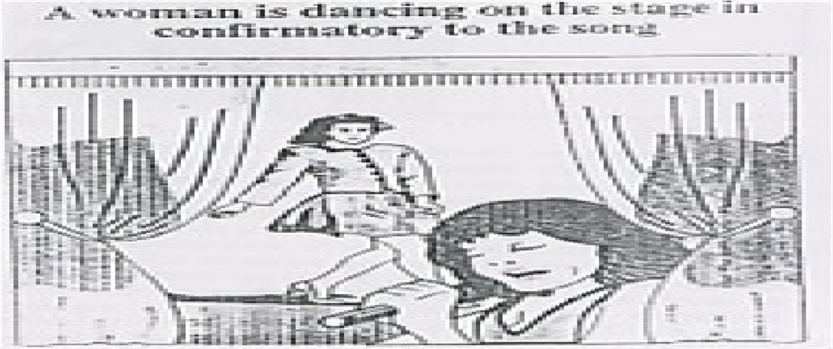 A woman is dancing on the stage in
confirmatory to the song